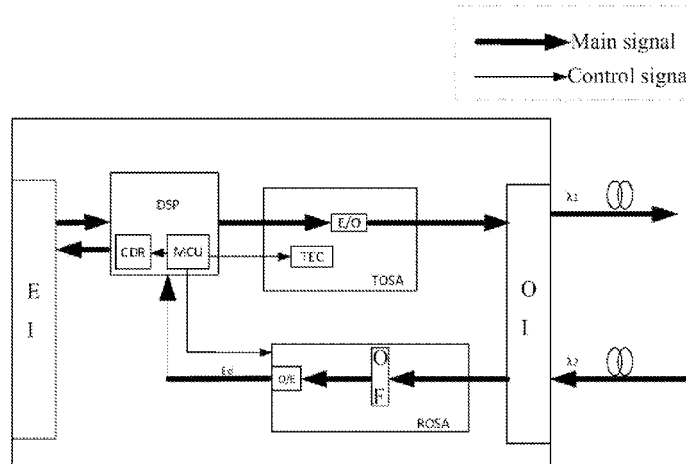 Main signal
Control signa
DSP
E/O
λ1
CDR
MCU
TEC
TOSA
E
I
O
I
O
F
O/E
λ2
ROSA